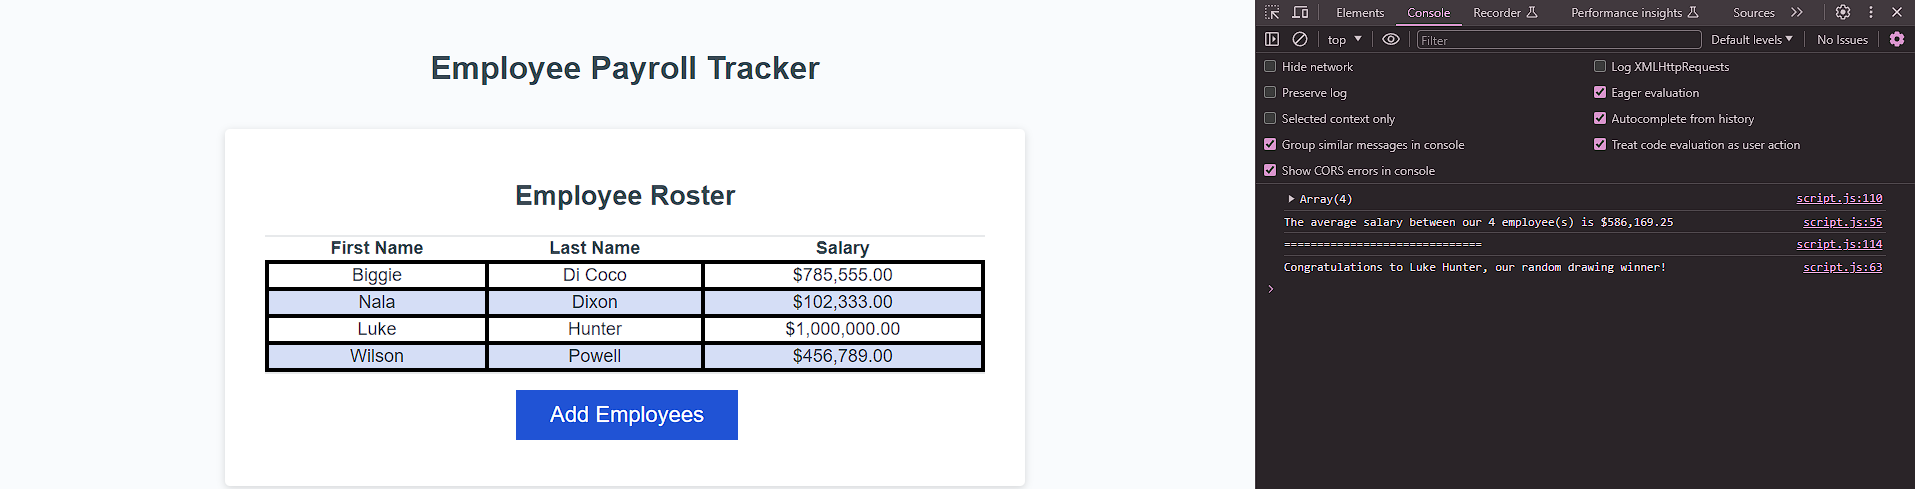 Employee Payroll Tracker
Employee Roster
First Name Last Name Salary
Biggie Di Coco $785,555.00
Nala Dixon $102,333.00
Luke Hunter $1,000,000.00
Wilson Powell $456,789.00
Add Employees
Elements Console Recorder Performance insights Sources
top Filter Default levels No Issues
Hide network Log XMLHttpRequests
Preserve log Eager evaluation
Selected context only Autocomplete from history
Group similar messages in console Treat code evaluation as user action
Show CORS errors in console
Array(4) script.js:110
The average salary between our 4 employee(s) is $586,169.25 script.js:55
============================== script.js:114
Congratulations to Luke Hunter, our random drawing winner! script.js:63